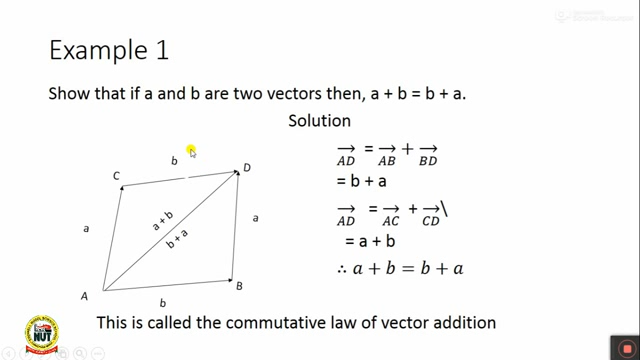 Example 1
Show that if a and b are two vectors then, a + b = b + a.
Solution
AD = AB + BD
= b + a
AD = AC + CD\
= a + b
∴ a + b = b + a
C
b
D
a
a + b
b + a
a
A
b
B
NUT
This is called the commutative law of vector addition